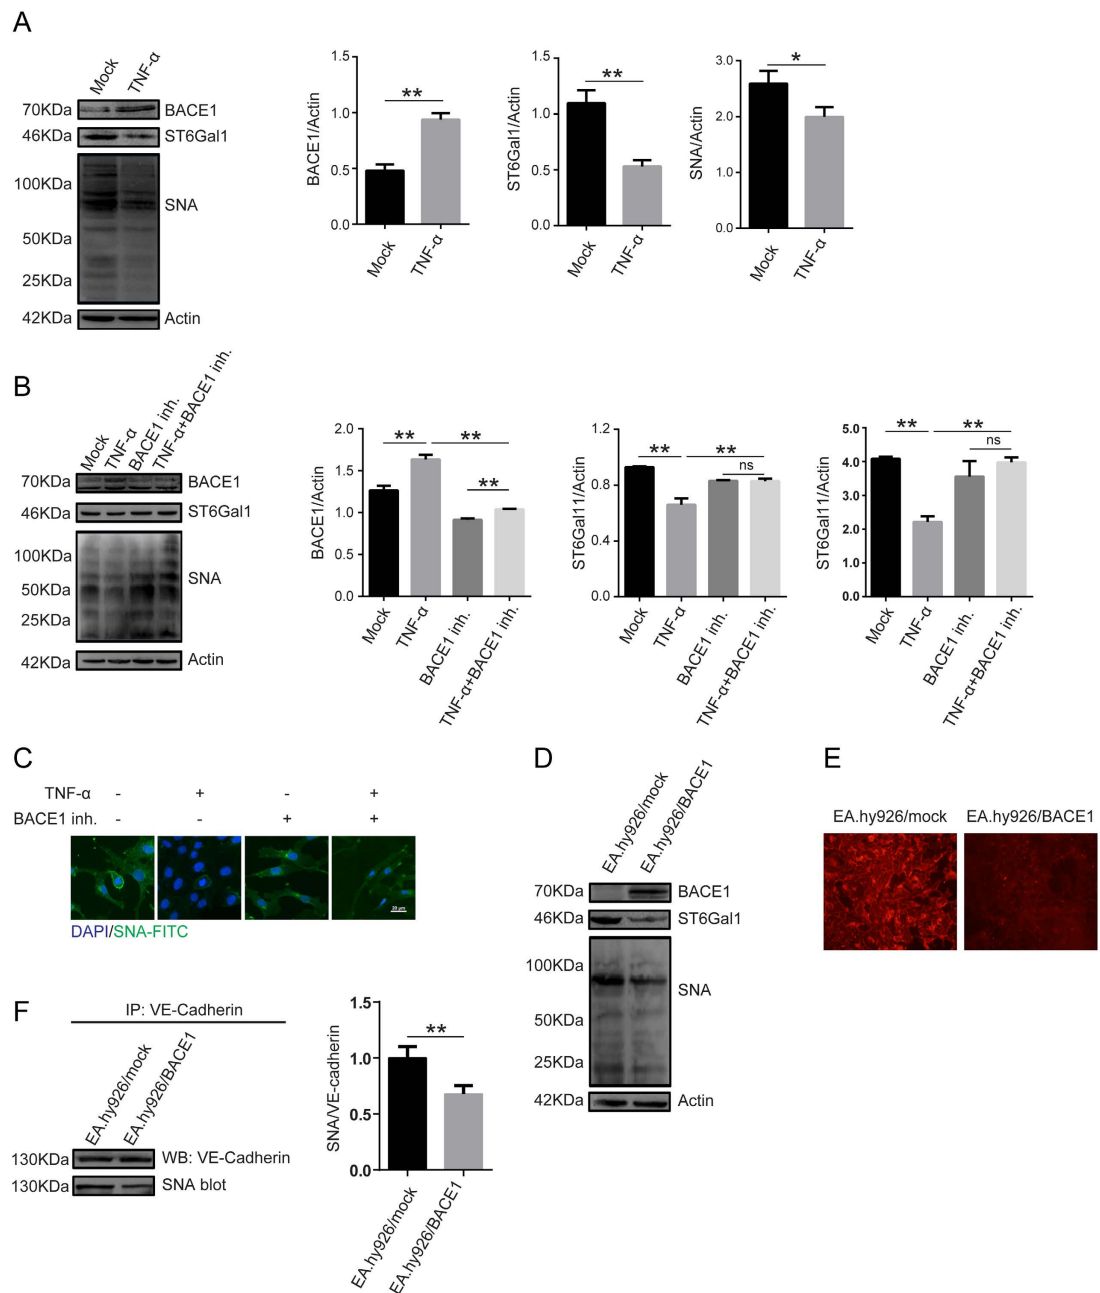 A
Mock
TNF-α
70KDa
BACE1
46KDa
ST6Gal1
100KDa
SNA
50KDa
25KDa
42KDa
Actin
BACE1/Actin
1.5
1.0
0.5
0.0
**
Mock
TNF-α
ST6Gal1/Actin
1.5
1.0
0.5
0.0
**
Mock
TNF-α
SNA/Actin
3.0
2.0
1.0
0.0
*
Mock
TNF-α
B
Mock
TNF-α
BACE1 inh.
TNF-α+BACE1 inh.
70KDa
BACE1
46KDa
ST6Gal1
100KDa
SNA
50KDa
25KDa
42KDa
Actin
BACE1/Actin
2.0
1.5
1.0
0.5
0.0
**
**
**
Mock
TNF-α
BACE1 inh.
TNF-α+BACE1 inh.
ST6Gal11/Actin
1.2
0.8
0.4
0.0
**
**
ns
Mock
TNF-α
BACE1 inh.
TNF-α+BACE1 inh.
ST6Gal11/Actin
5.0
4.0
3.0
2.0
1.0
0.0
**
**
ns
Mock
TNF-α
BACE1 inh.
TNF-α+BACE1 inh.
C
TNF-α - + - +
BACE1 inh. - - + +
20 μm
DAPI/SNA-FITC
D
EA.hy926/mock
EA.hy926/BACE1
70KDa
BACE1
46KDa
ST6Gal1
100KDa
SNA
50KDa
25KDa
42KDa
Actin
E
EA.hy926/mock
EA.hy926/BACE1
F
IP: VE-Cadherin
EA.hy926/mock
EA.hy926/BACE1
130KDa
WB: VE-Cadherin
130KDa
SNA blot
SNA/VE-cadherin
1.5
1.0
0.5
0.0
**
EA.hy926/mock
EA.hy926/BACE1